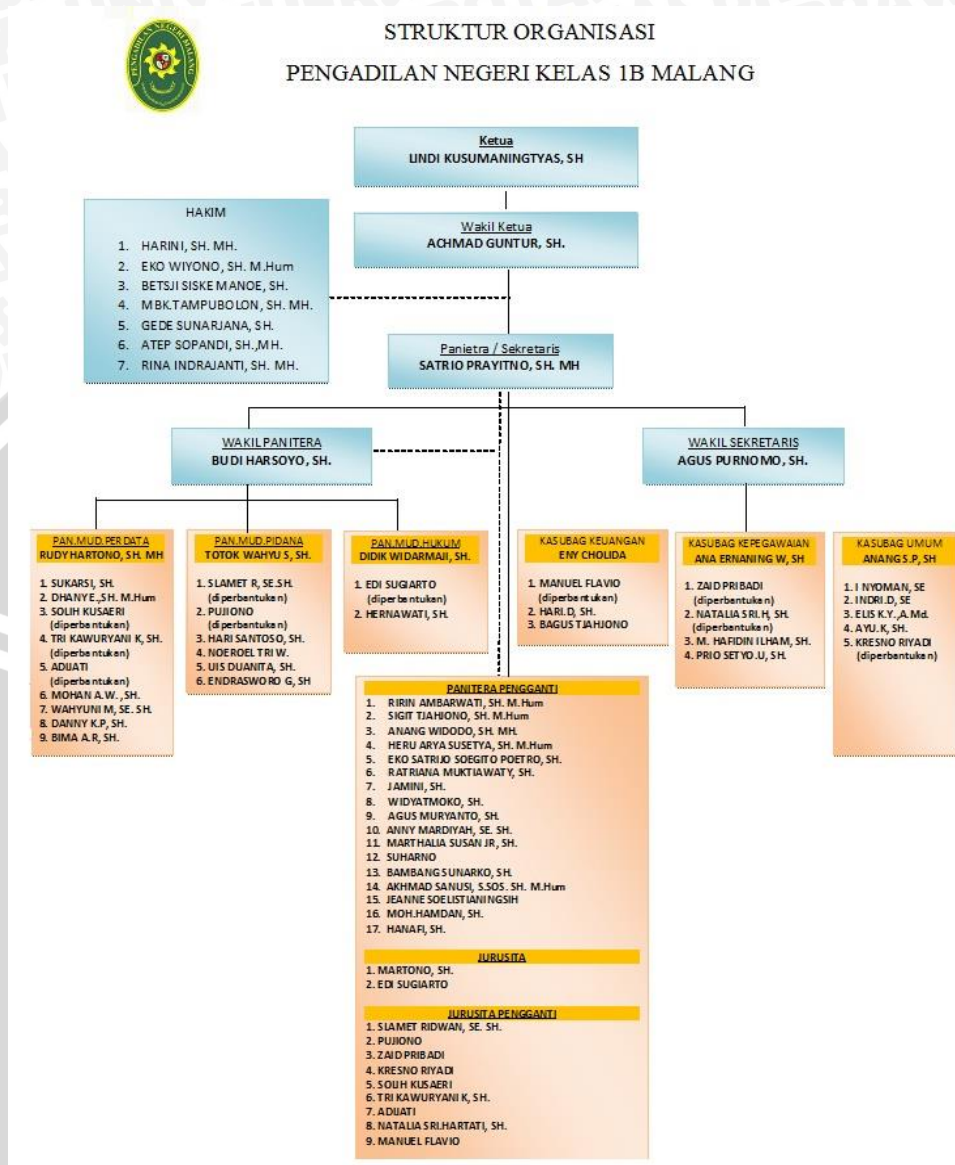 PENGADILAN NEGERI MALANG
STRUKTUR ORGANISASI
PENGADILAN NEGERI KELAS 1B MALANG
Ketua
LINDI KUSUMANINGTYAS, SH
Wakil Ketua
ACHMAD GUNTUR, SH.
HAKIM
1. HARINI, SH. MH.
2. EKO WIYONO, SH. M.Hum
3. BETSJI SISKE MANOE, SH.
4. MBK.TAMPUBOLON, SH. MH.
5. GEDE SUNARJANA, SH.
6. ATEP SOPANDI, SH.,MH.
7. RINA INDRAJANTI, SH. MH.
Panietra / Sekretaris
SATRIO PRAYITNO, SH. MH
WAKIL PANITERA
BUDI HARSOYO, SH.
WAKIL SEKRETARIS
AGUS PURNOMO, SH.
PAN.MUD.PERDATA
RUDY HARTONO, SH. MH
1. SUKARSI, SH.
2. DHANY E.,SH. M.Hum
3. SOLIH KUSAERI
(diperbantukan)
4. TRI KAWURYANI K, SH.
(diperbantukan)
5. ADIJATI
(diperbantukan)
6. MOHAN A.W. ,SH.
7. WAHYUNI M, SE. SH.
8. DANNY K.P, SH.
9. BIMA A.R, SH.
PAN.MUD.PIDANA
TOTOK WAHYU S, SH.
1. SLAMET R, SE.SH.
(diperbantukan)
2. PUJIONO
(diperbantukan)
3. HARI SANTOSO, SH.
4. NOEROEL TRI W.
5. UIS DUANITA, SH.
6. ENDRASWORO G, SH
PAN.MUD.HUKUM
DIDIK WIDARMAJI, SH.
1. EDI SUGIARTO
(diperbantukan)
2. HERNAWATI, SH.
KASUBAG KEUANGAN
ENY CHOLIDA
1. MANUEL FLAVIO
(diperbantukan)
2. HARI.D, SH.
3. BAGUS TJAHJONO
KASUBAG KEPEGAWAIAN
ANA ERNANING W, SH
1. ZAID PRIBADI
(diperbantukan)
2. NATALIA SRI.H, SH.
(diperbantukan)
3. M. HAFIDIN ILHAM, SH.
4. PRIO SETYO.U, SH.
KASUBAG UMUM
ANANG S.P, SH
1. I NYOMAN, SE
2. INDRI.D, SE
3. ELIS K.Y.,A.Md.
4. AYU.K, SH.
5. KRESNO RIYADI
(diperbantukan)
PANITERA PENGGANTI
1. RIRIN AMBARWATI, SH. M.Hum
2. SIGIT TJAHJONO, SH. M.Hum
3. ANANG WIDODO, SH. MH.
4. HERU ARYA SUSETYA, SH. M.Hum
5. EKO SATRIJO SOEGITO POETRO, SH.
6. RATRIANA MUKTIAWATY, SH.
7. JAMINI, SH.
8. WIDYATMOKO, SH.
9. AGUS MURYANTO, SH.
10. ANNY MARDIYAH, SE. SH.
11. MARTHALIA SUSAN JR, SH.
12. SUHARNO
13. BAMBANG SUNARKO, SH.
14. AKHMAD SANUSI, S.SOS. SH. M.Hum
15. JEANNE SOELISTIANINGSIH
16. MOH.HAMDAN, SH.
17. HANAFI, SH.
JURUSITA
1. MARTONO, SH.
2. EDI SUGIARTO
JURUSITA PENGGANTI
1. SLAMET RIDWAN, SE. SH.
2. PUJIONO
3. ZAID PRIBADI
4. KRESNO RIYADI
5. SOLIH KUSAERI
6. TRI KAWURYANI K, SH.
7. ADIJATI
8. NATALIA SRI.HARTATI, SH.
9. MANUEL FLAVIO